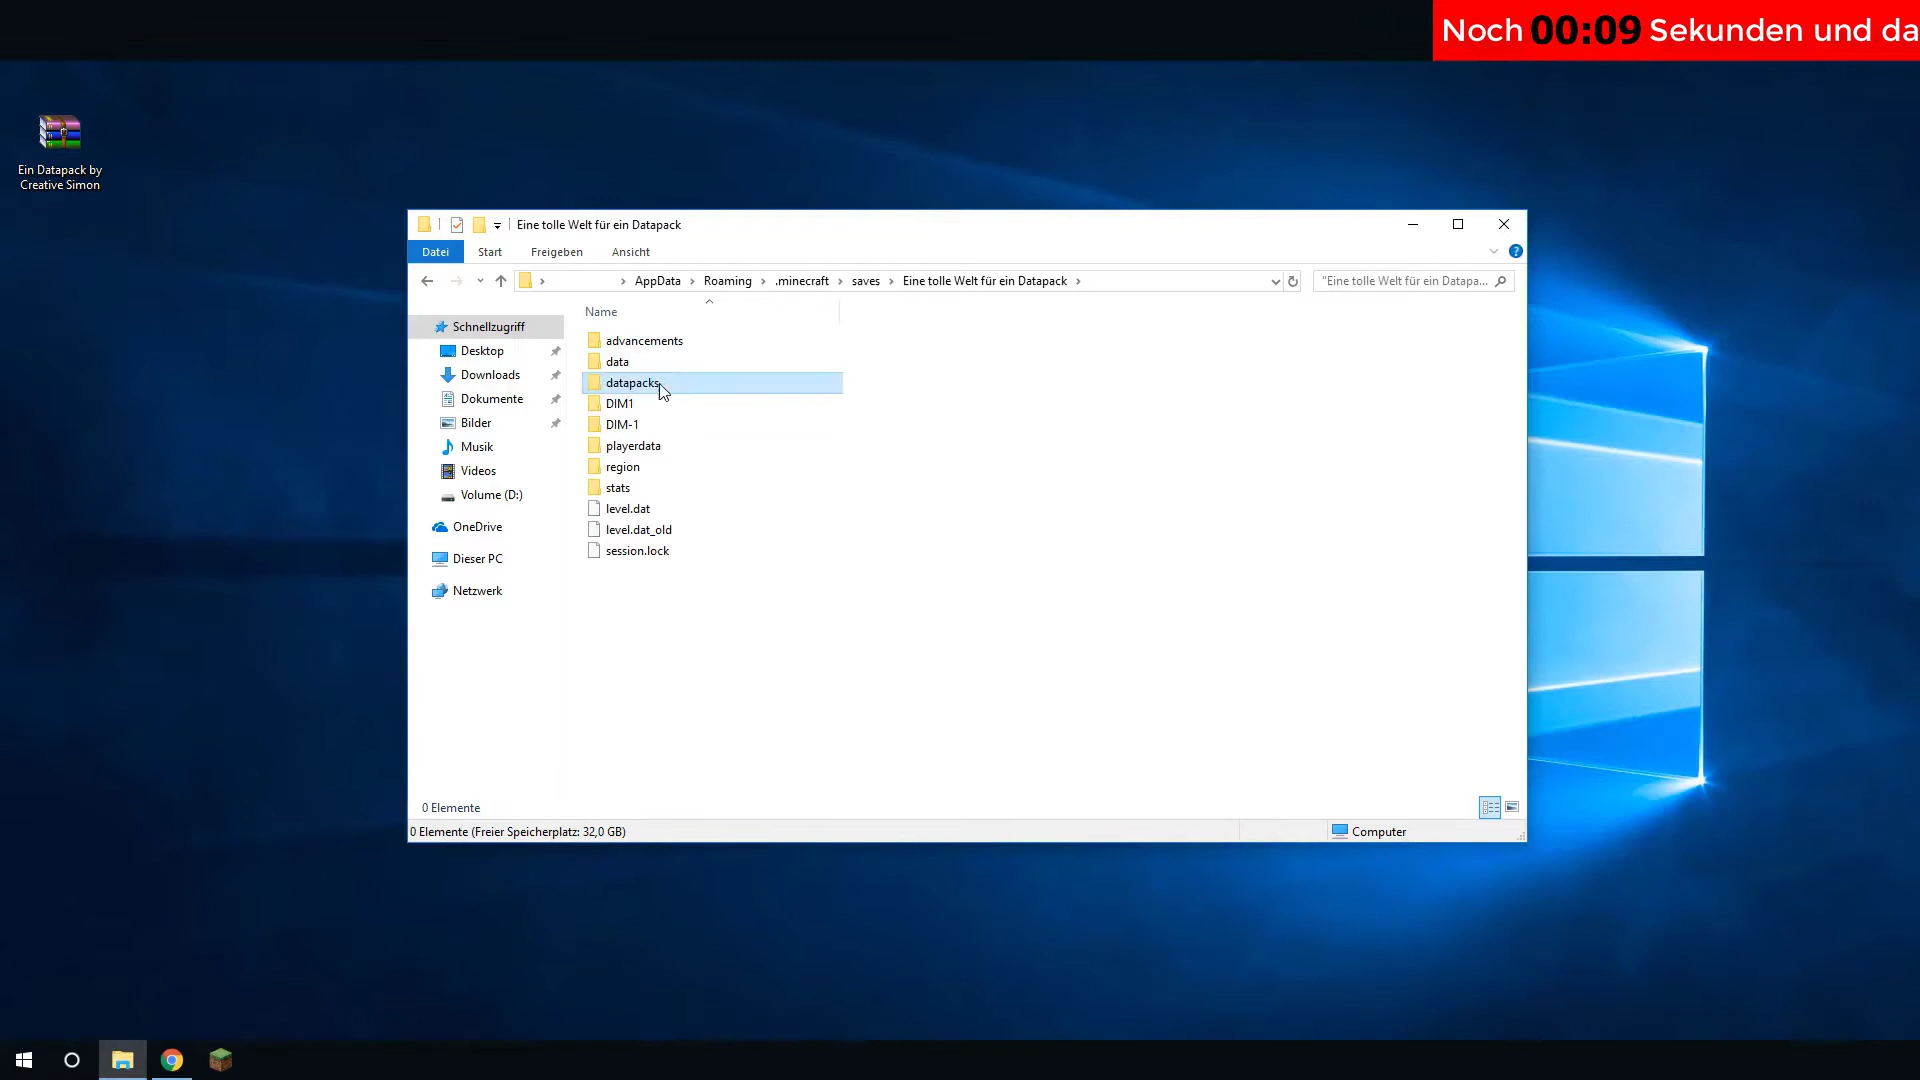 Noch 00:09 Sekunden und da
Ein Datapack by
Creative Simon
Eine tolle Welt für ein Datapack
Datei Start Freigeben Ansicht
AppData Roaming .minecraft saves Eine tolle Welt für ein Datapack
"Eine tolle Welt für ein Datapa...
Name
Schnellzugriff
Desktop
Downloads
Dokumente
Bilder
Musik
Videos
Volume (D:)
OneDrive
Dieser PC
Netzwerk
advancements
data
datapacks
DIM1
DIM-1
playerdata
region
stats
level.dat
level.dat_old
session.lock
0 Elemente
0 Elemente (Freier Speicherplatz: 32,0 GB)
Computer